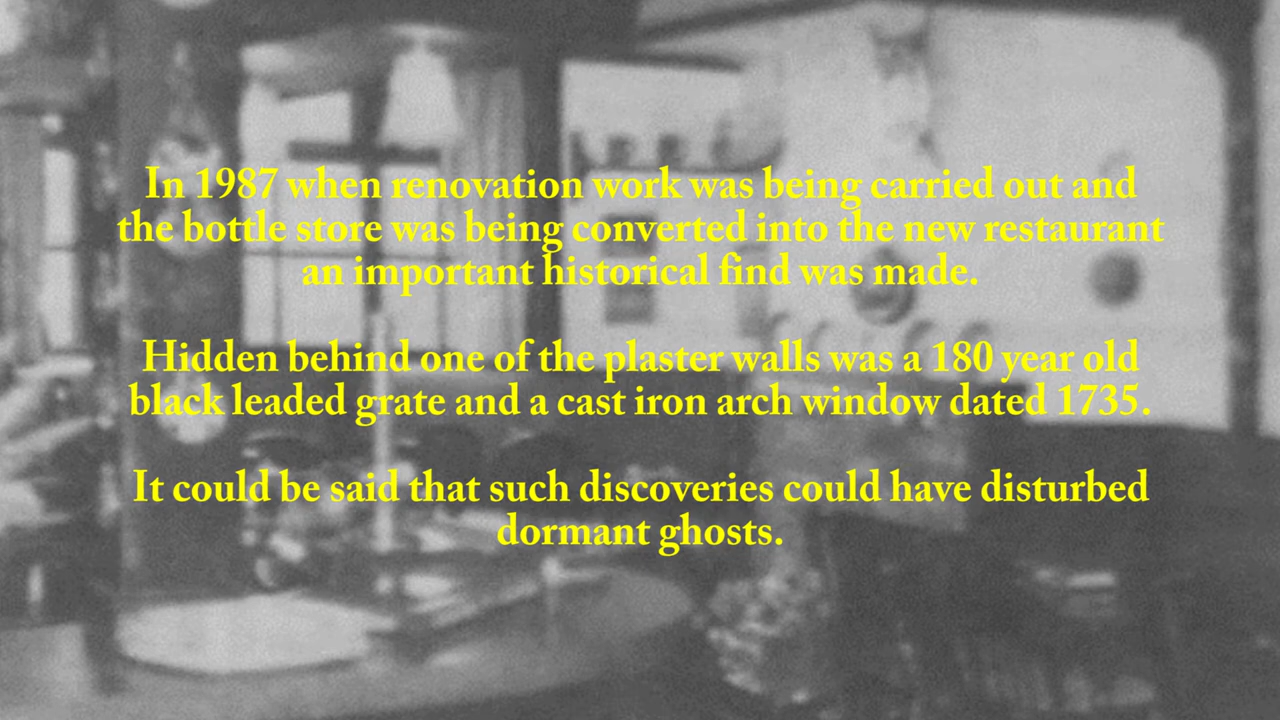 In 1987 when renovation work was being carried out and
the bottle store was being converted into the new restaurant
an important historical find was made.
Hidden behind one of the plaster walls was a 180 year old
black leaded grate and a cast iron arch window dated 1735.
It could be said that such discoveries could have disturbed
dormant ghosts.